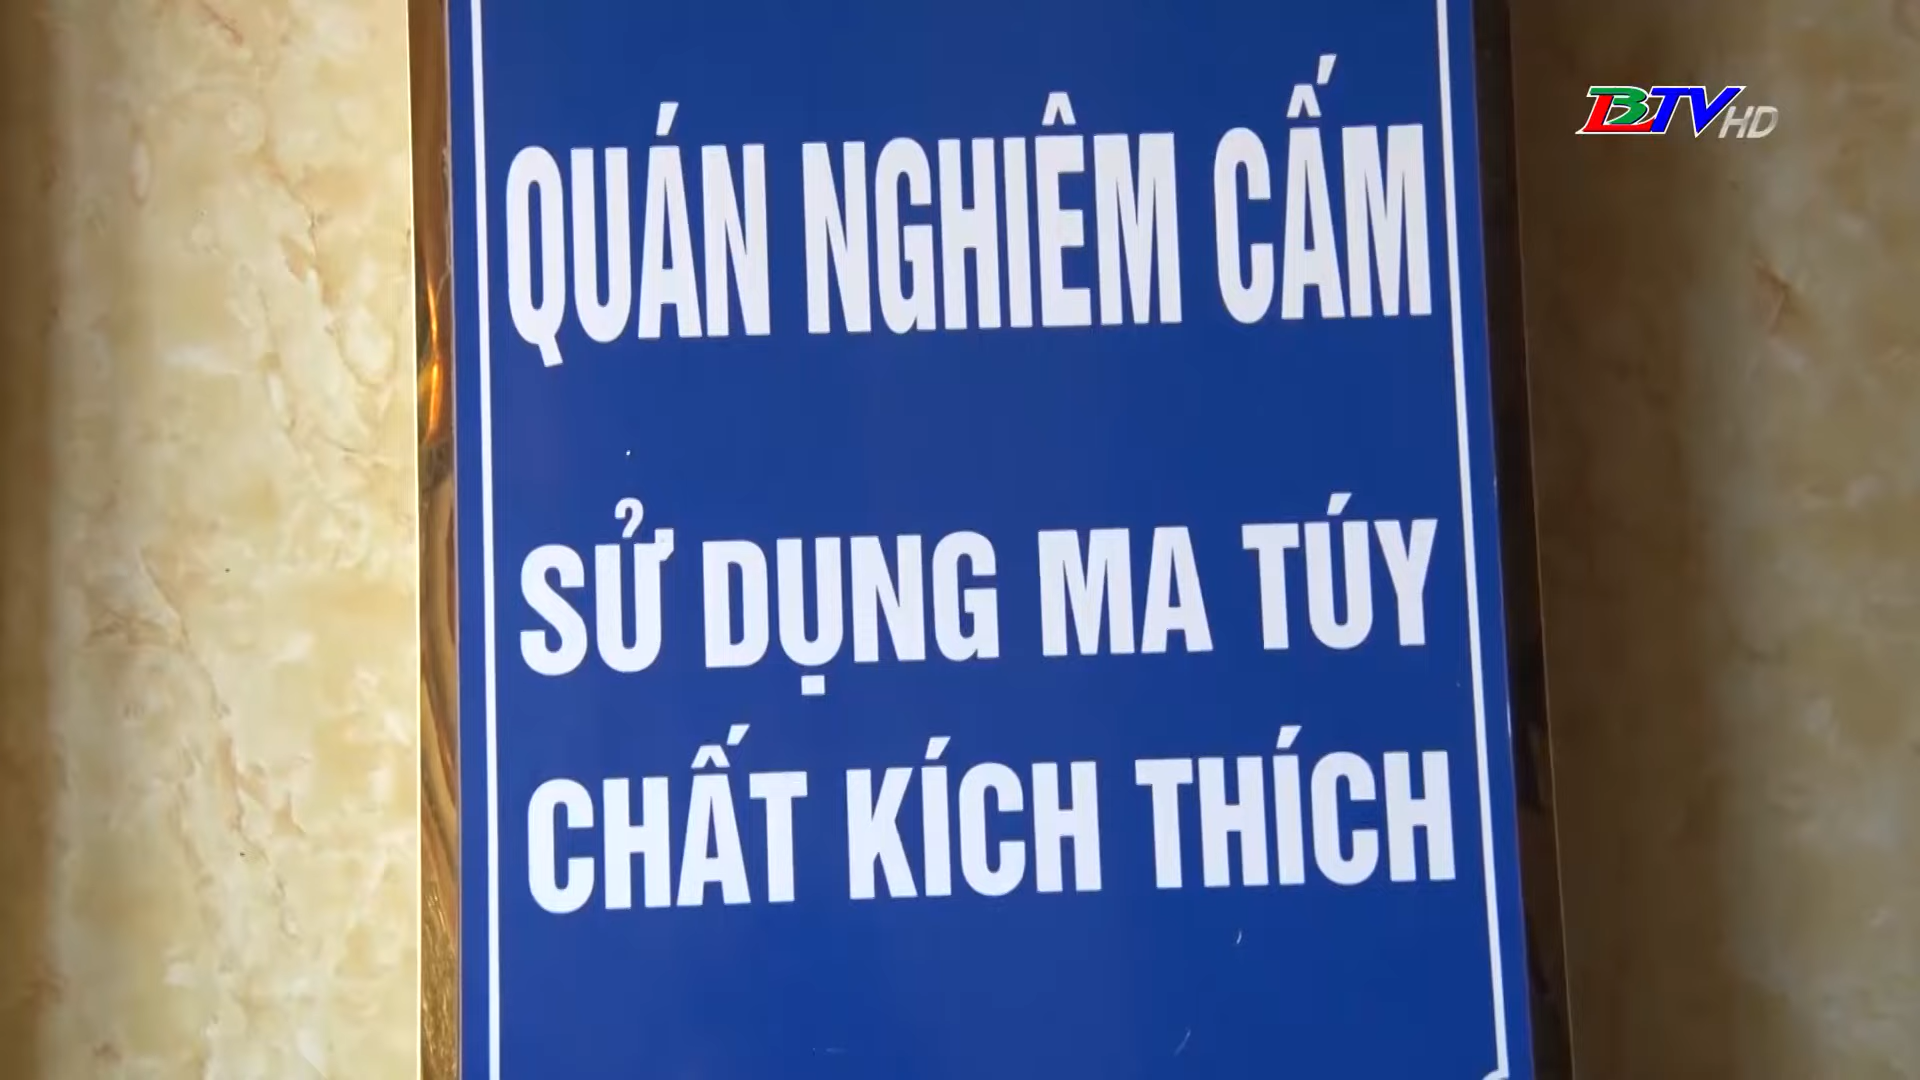 BTV HD
QUÁN NGHIÊM CẤM
SỬ DỤNG MA TÚY
CHẤT KÍCH THÍCH